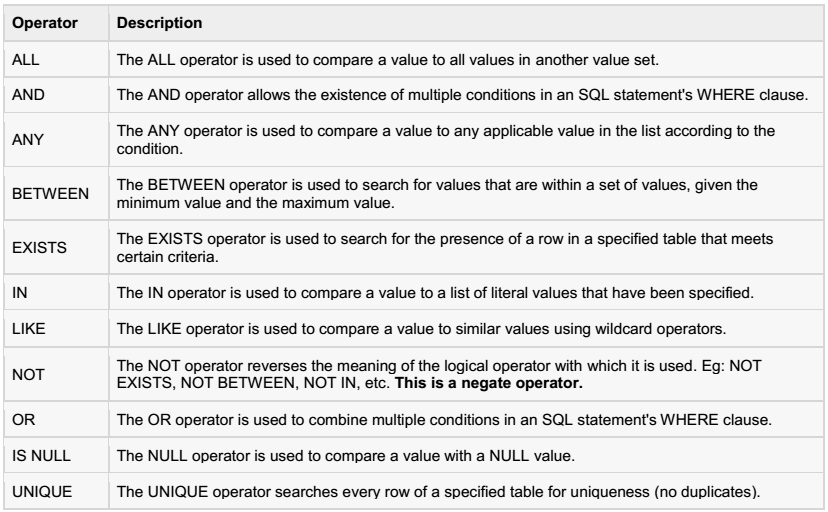 Operator Description
ALL The ALL operator is used to compare a value to all values in another value set.
AND The AND operator allows the existence of multiple conditions in an SQL statement's WHERE clause.
ANY The ANY operator is used to compare a value to any applicable value in the list according to the
condition.
BETWEEN The BETWEEN operator is used to search for values that are within a set of values, given the
minimum value and the maximum value.
EXISTS The EXISTS operator is used to search for the presence of a row in a specified table that meets
certain criteria.
IN The IN operator is used to compare a value to a list of literal values that have been specified.
LIKE The LIKE operator is used to compare a value to similar values using wildcard operators.
NOT The NOT operator reverses the meaning of the logical operator with which it is used. Eg: NOT
EXISTS, NOT BETWEEN, NOT IN, etc. This is a negate operator.
OR The OR operator is used to combine multiple conditions in an SQL statement's WHERE clause.
IS NULL The NULL operator is used to compare a value with a NULL value.
UNIQUE The UNIQUE operator searches every row of a specified table for uniqueness (no duplicates).